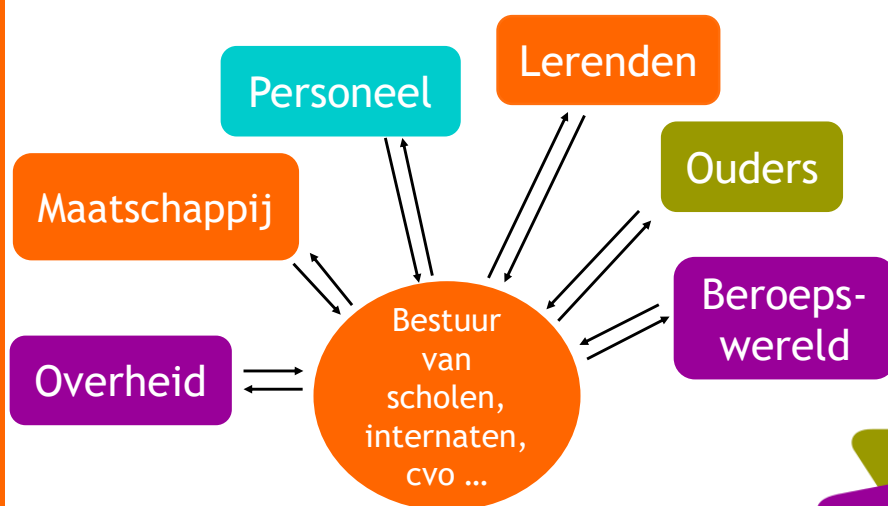 Lerenden
Personeel
Ouders
Maatschappij
Beroeps-
wereld
Overheid
Bestuur
van
scholen,
internaten,
cvo …